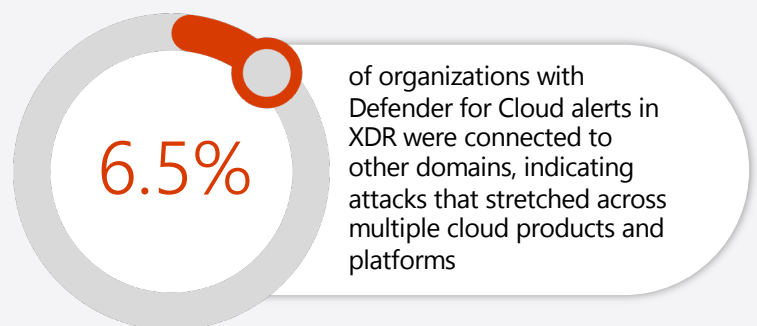 6.5%
of organizations with
Defender for Cloud alerts in
XDR were connected to
other domains, indicating
attacks that stretched across
multiple cloud products and
platforms